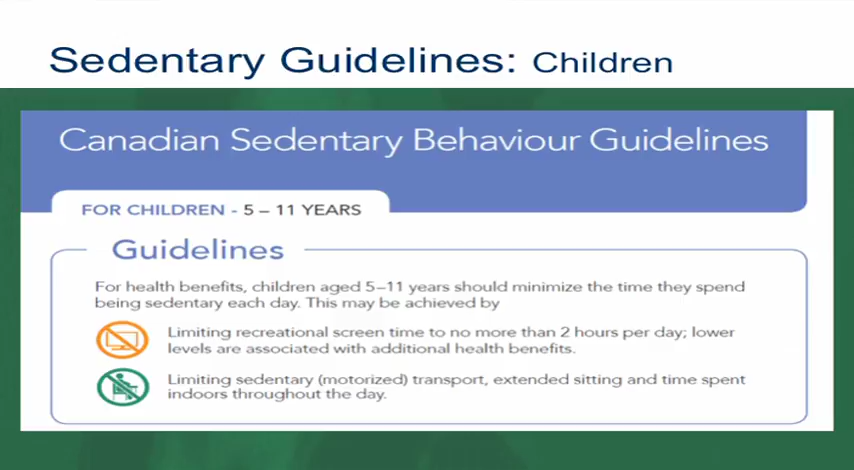 Sedentary Guidelines: Children
Canadian Sedentary Behaviour Guidelines
FOR CHILDREN - 5 – 11 YEARS
Guidelines
For health benefits, children aged 5–11 years should minimize the time they spend
being sedentary each day. This may be achieved by
Limiting recreational screen time to no more than 2 hours per day; lower
levels are associated with additional health benefits.
Limiting sedentary (motorized) transport, extended sitting and time spent
indoors throughout the day.